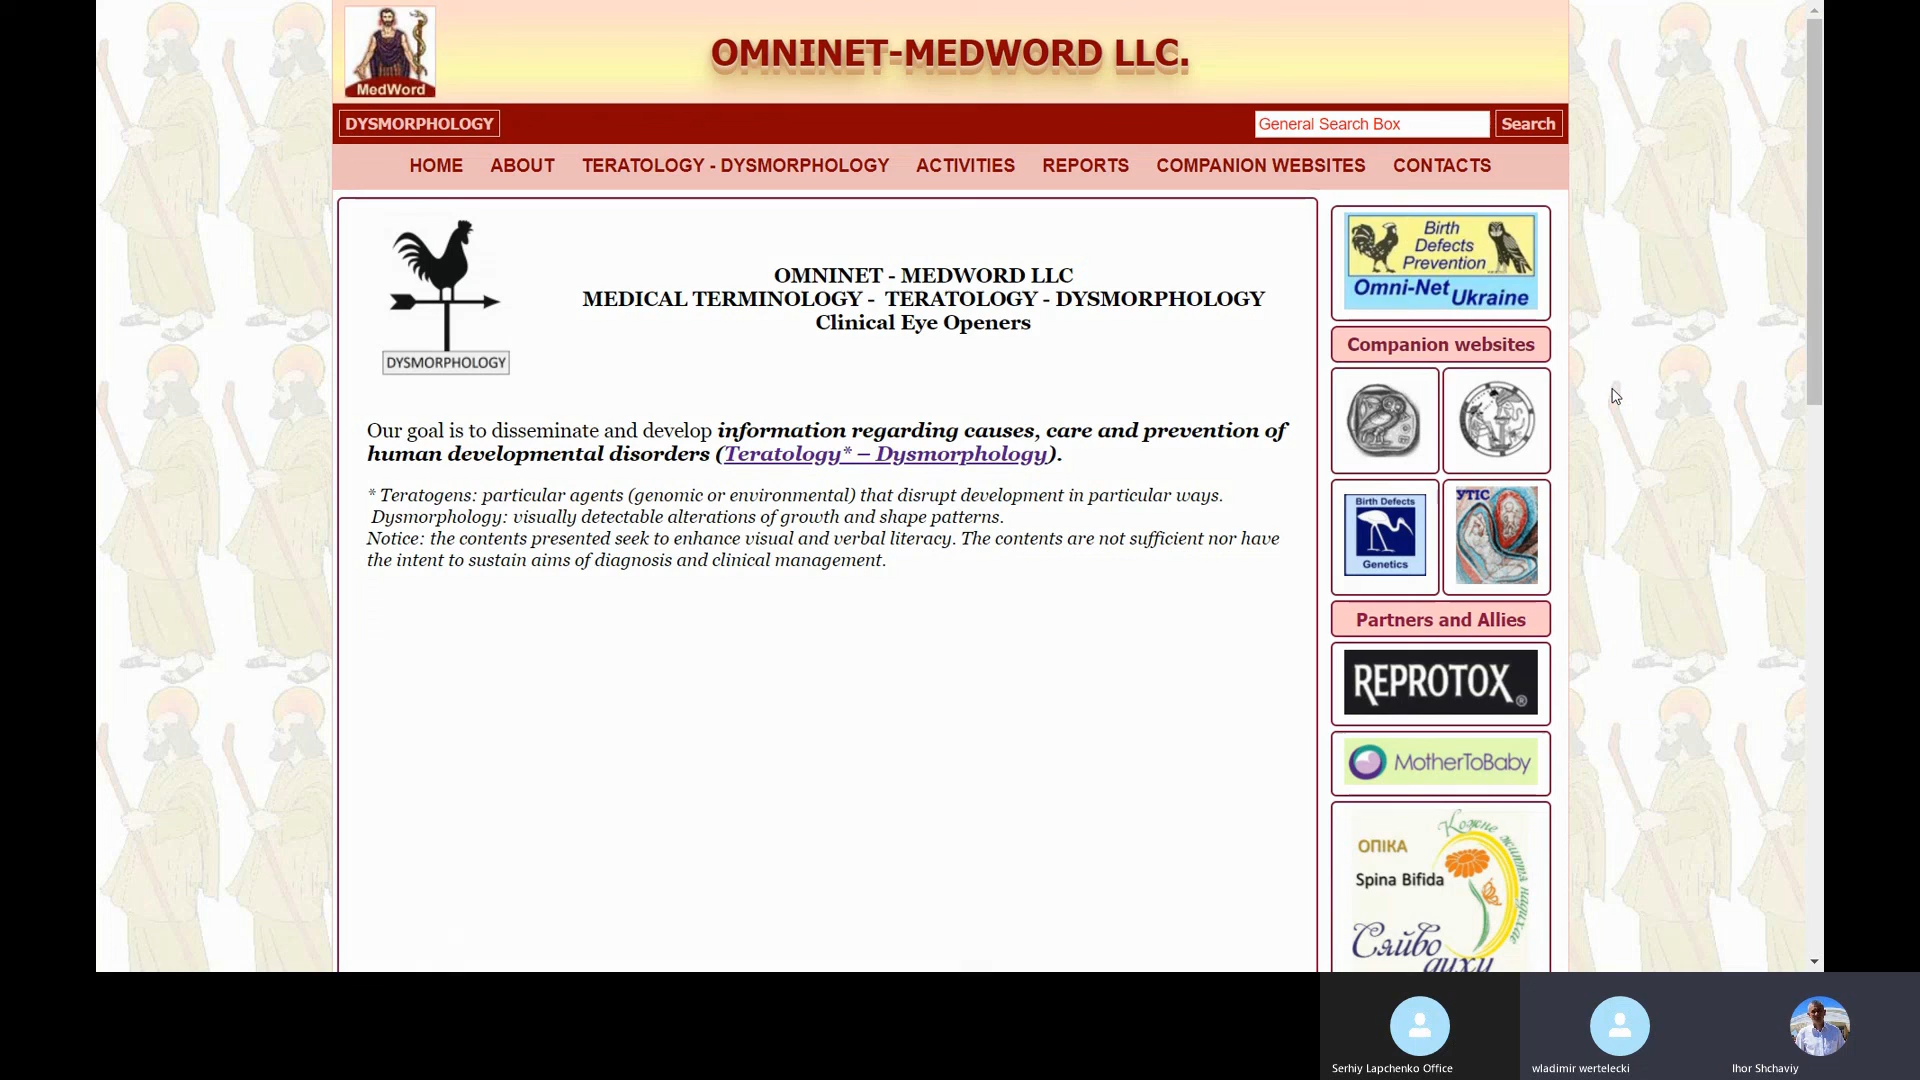 MedWord
OMNINET-MEDWORD LLC.
DYSMORPHOLOGY
General Search Box
Search
HOME ABOUT TERATOLOGY - DYSMORPHOLOGY ACTIVITIES REPORTS COMPANION WEBSITES CONTACTS
DYSMORPHOLOGY
OMNINET - MEDWORD LLC
MEDICAL TERMINOLOGY - TERATOLOGY - DYSMORPHOLOGY
Clinical Eye Openers
Our goal is to disseminate and develop information regarding causes, care and prevention of
human developmental disorders (Teratology* – Dysmorphology).
* Teratogens: particular agents (genomic or environmental) that disrupt development in particular ways.
Dysmorphology: visually detectable alterations of growth and shape patterns.
Notice: the contents presented seek to enhance visual and verbal literacy. The contents are not sufficient nor have
the intent to sustain aims of diagnosis and clinical management.
Birth
Defects
Prevention
Omni-Net Ukraine
Companion websites
Birth Defects
Genetics
УТІС
Partners and Allies
REPROTOX®
MotherToBaby
Кожне життя надихає
ОПІКА
Spina Bifida
Сяйво
духу
Serhiy Lapchenko Office
wladimir wertelecki
Ihor Shchaviy